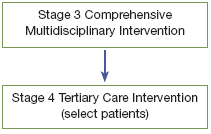 Stage 3 Comprehensive
Multidisciplinary Intervention
Stage 4 Tertiary Care Intervention
(select patients)